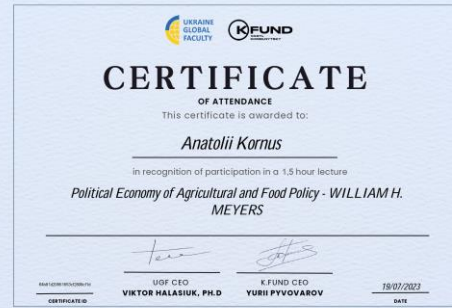 UKRAINE
GLOBAL
FACULTY
K FUND
CERTIFICATE
OF ATTENDANCE
This certificate is awarded to:
Anatolii Kornus
in recognition of participation in a 1,5 hour lecture
Political Economy of Agricultural and Food Policy - WILLIAM H.
MEYERS
UGF CEO
VIKTOR HALASIUK, PH.D
K.FUND CEO
YURII PYVOVAROV
19/07/2023
CERTIFICATE ID
DATE